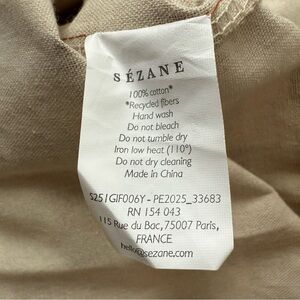 SÉZANE
100% cotton*
*Recycled fibers
Hand wash
Do not bleach
Do not tumble dry
Iron low heat (110°)
Do not dry cleaning
Made in China
S251GIF006Y - PE2025_33683
RN 154 043
115 Rue du Bac, 75007 Paris,
FRANCE
hello@sezane.com